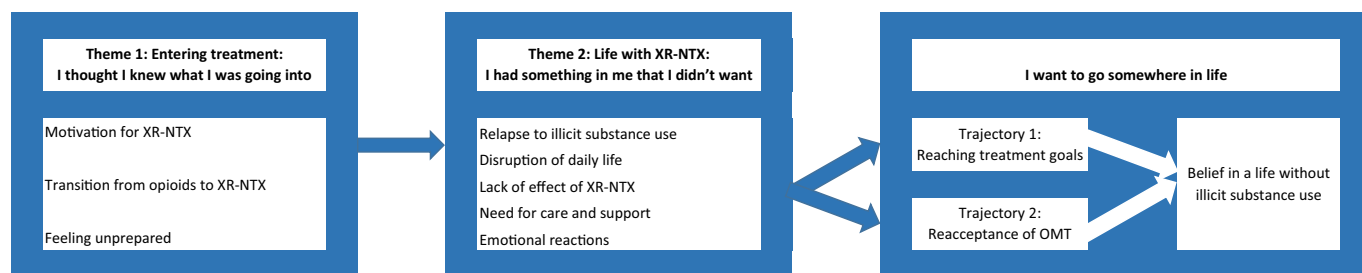 Theme 1: Entering treatment:
I thought I knew what I was going into
Motivation for XR-NTX
Transition from opioids to XR-NTX
Feeling unprepared
Theme 2: Life with XR-NTX:
I had something in me that I didn't want
Relapse to illicit substance use
Disruption of daily life
Lack of effect of XR-NTX
Need for care and support
Emotional reactions
I want to go somewhere in life
Trajectory 1:
Reaching treatment goals
Trajectory 2:
Reacceptance of OMT
Belief in a life without
illicit substance use